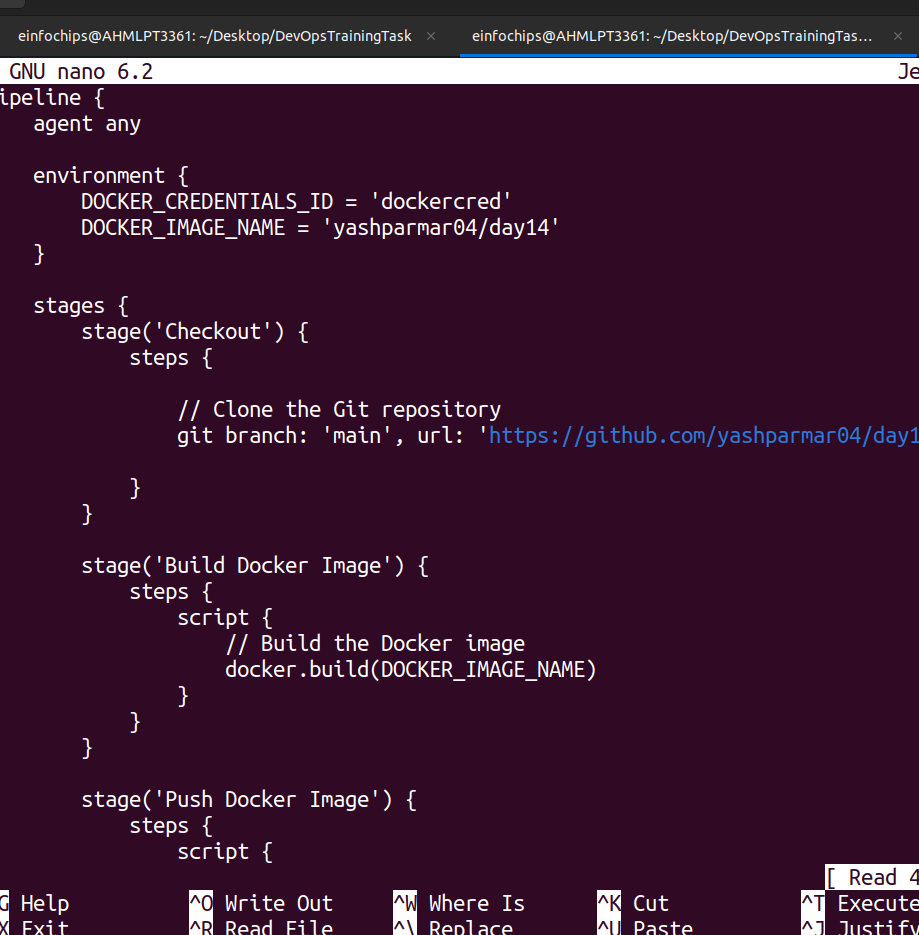 einfochips@AHMLPT3361: ~/Desktop/DevOpsTrainingTask × einfochips@AHMLPT3361: ~/Desktop/DevOpsTrainingTas… ×
GNU nano 6.2 Je
ipeline {
agent any
environment {
DOCKER_CREDENTIALS_ID = 'dockercred'
DOCKER_IMAGE_NAME = 'yashparmar04/day14'
}
stages {
stage('Checkout') {
steps {
// Clone the Git repository
git branch: 'main', url: 'https://github.com/yashparmar04/day1
}
}
stage('Build Docker Image') {
steps {
script {
// Build the Docker image
docker.build(DOCKER_IMAGE_NAME)
}
}
}
stage('Push Docker Image') {
steps {
script {
[ Read 4
G Help ^O Write Out ^W Where Is ^K Cut ^T Execute
X Exit ^R Read File ^\ Replace ^U Paste ^J Justify